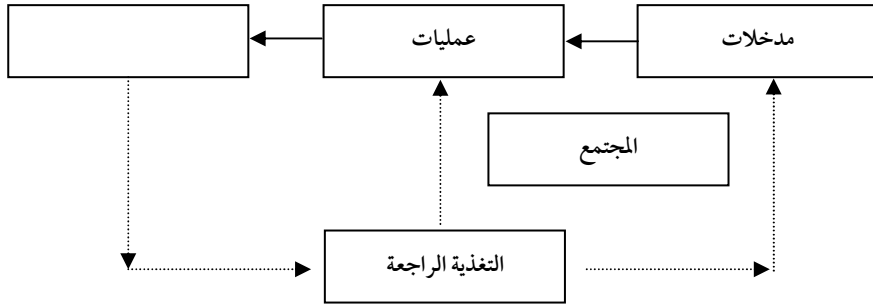 مدخلات
عمليات
المجتمع
التغذية الراجعة